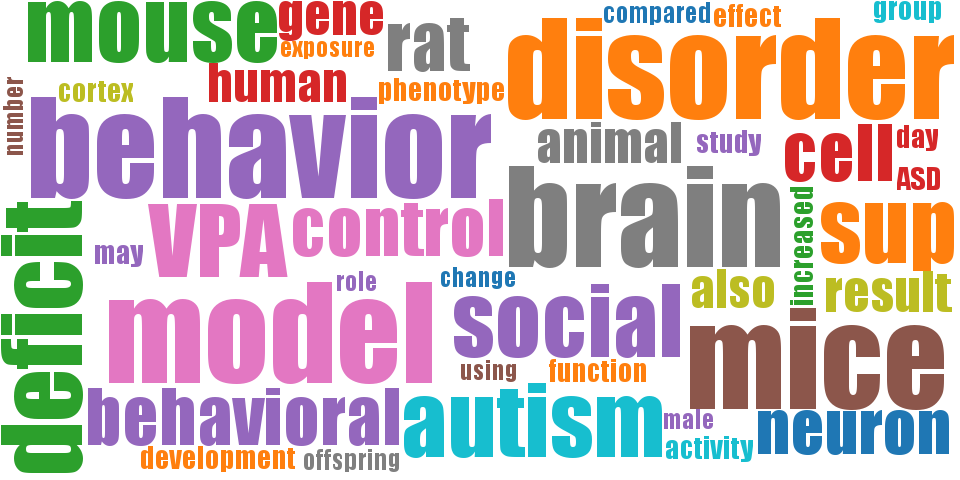 mouse
gene
exposure
rat
compared
effect
group
disorder
number
cortex
human
phenotype
behavior
animal
study
cell
day
ASD
brain
increased
sup
deficit
may
VPA
control
role
change
also
result
model
social
mice
using
function
behavioral
autism
male
neuron
activity
development
offspring